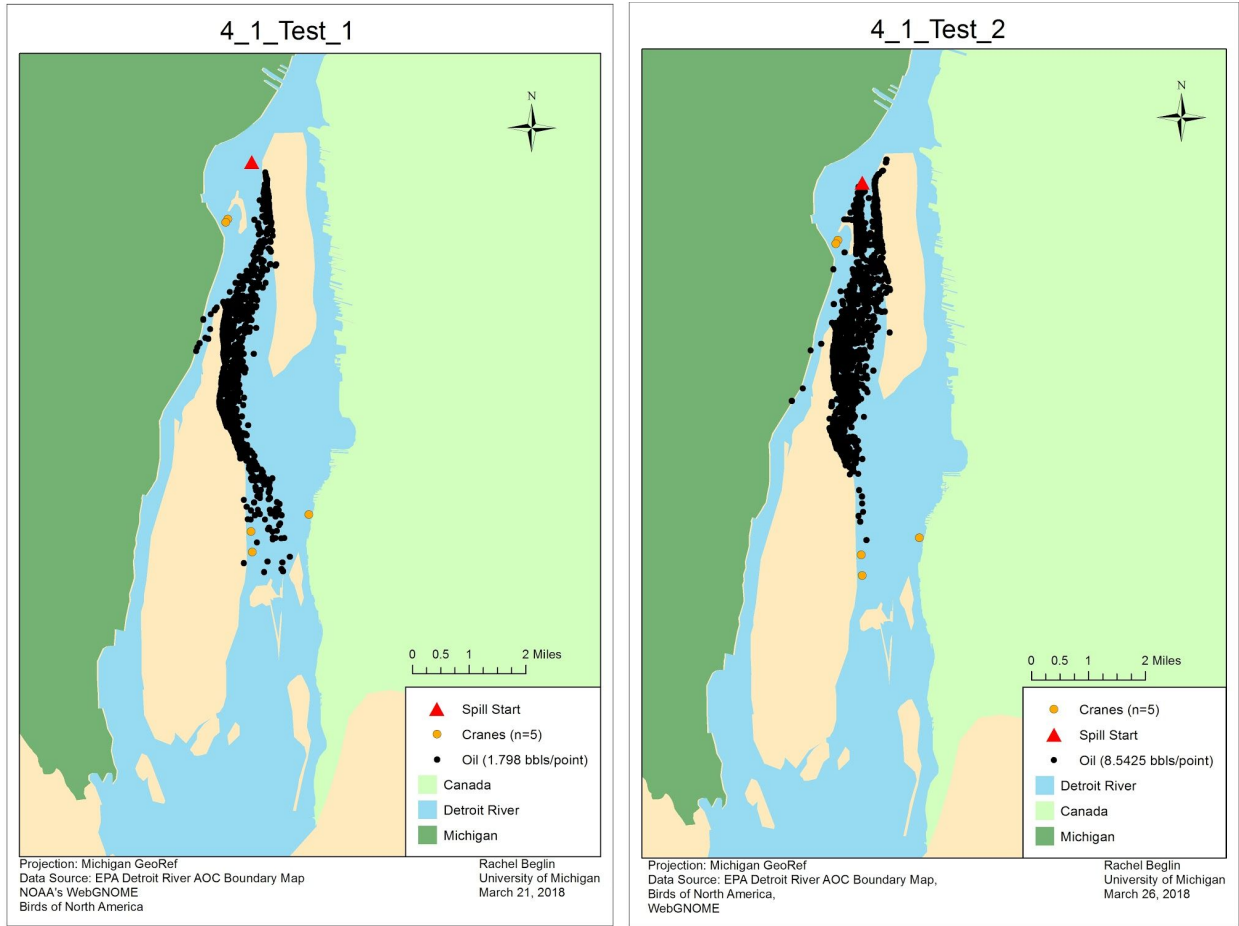 4_1_Test_1
N
0 0.5 1 2 Miles
Spill Start
Cranes (n=5)
Oil (1.798 bbls/point)
Canada
Detroit River
Michigan
Projection: Michigan GeoRef
Data Source: EPA Detroit River AOC Boundary Map
NOAA's WebGNOME
Birds of North America
Rachel Beglin
University of Michigan
March 21, 2018
4_1_Test_2
N
0 0.5 1 2 Miles
Cranes (n=5)
Spill Start
Oil (8.5425 bbls/point)
Detroit River
Canada
Michigan
Projection: Michigan GeoRef
Data Source: EPA Detroit River AOC Boundary Map,
Birds of North America,
WebGNOME
Rachel Beglin
University of Michigan
March 26, 2018